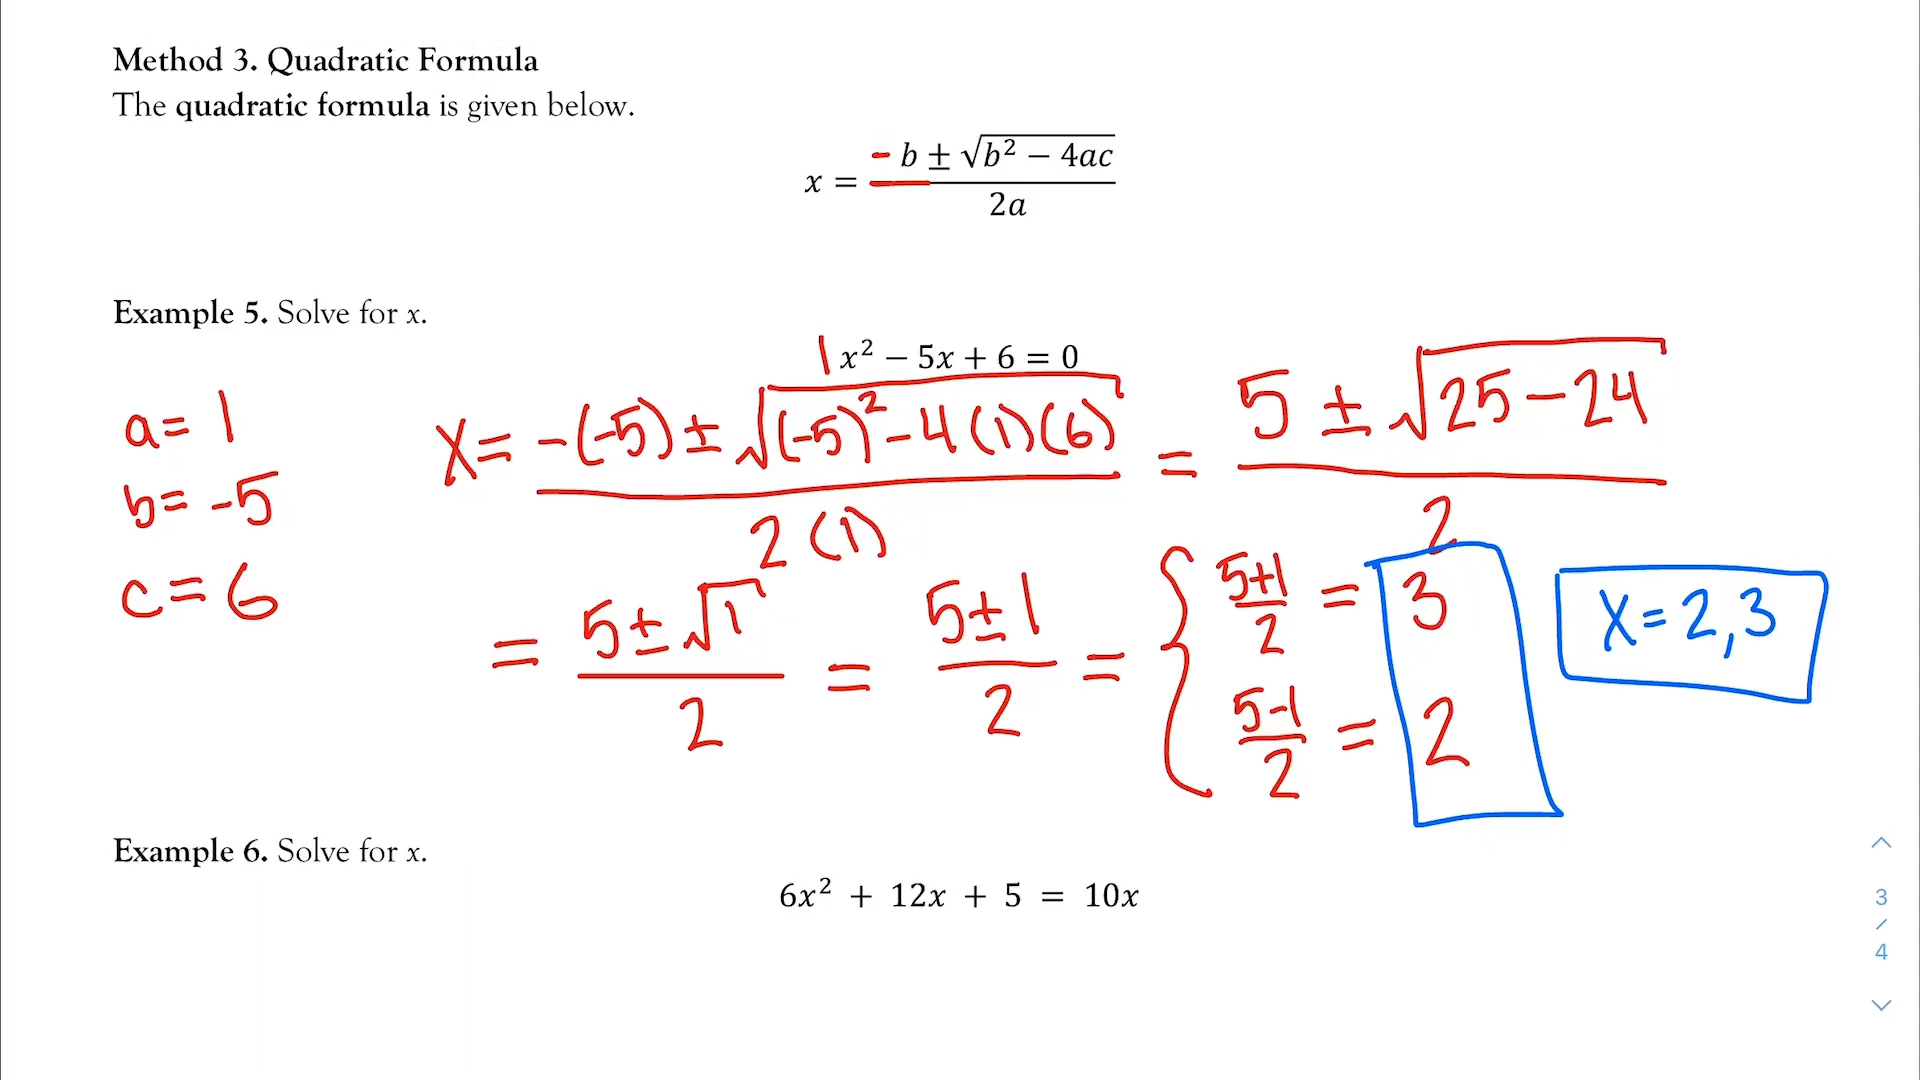 Method 3. Quadratic Formula
The quadratic formula is given below.
x = (- b ± √(b² − 4ac)) / 2a
Example 5. Solve for x.
1x² − 5x + 6 = 0
a = 1
b = -5
c = 6
x = (-(-5) ± √((-5)² - 4(1)(6))) / 2(1) = (5 ± √(25 - 24)) / 2
= (5 ± √1) / 2 = (5 ± 1) / 2 = { (5+1)/2 = 3
(5-1)/2 = 2
x = 2,3
Example 6. Solve for x.
6x² + 12x + 5 = 10x
3
/
4